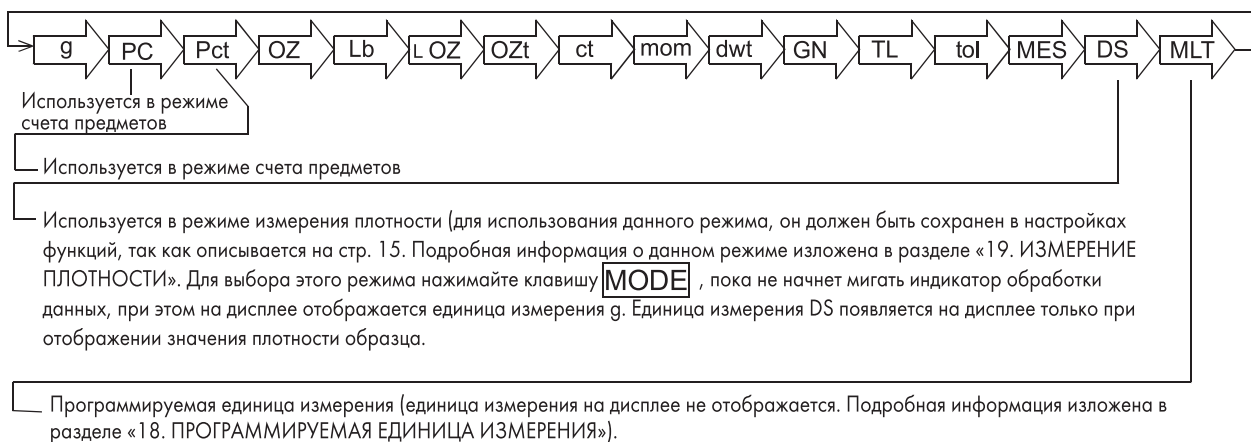 g PC Pct OZ Lb L OZ OZt ct mom dwt GN TL tol MES DS MLT
Используется в режиме
счета предметов
Используется в режиме счета предметов
Используется в режиме измерения плотности (для использования данного режима, он должен быть сохранен в настройках
функций, так как описывается на стр. 15. Подробная информация о данном режиме изложена в разделе «19. ИЗМЕРЕНИЕ
ПЛОТНОСТИ». Для выбора этого режима нажимайте клавишу MODE , пока не начнет мигать индикатор обработки
данных, при этом на дисплее отображается единица измерения g. Единица измерения DS появляется на дисплее только при
отображении значения плотности образца.
Программируемая единица измерения (единица измерения на дисплее не отображается. Подробная информация изложена в
разделе «18. ПРОГРАММИРУЕМАЯ ЕДИНИЦА ИЗМЕРЕНИЯ»).